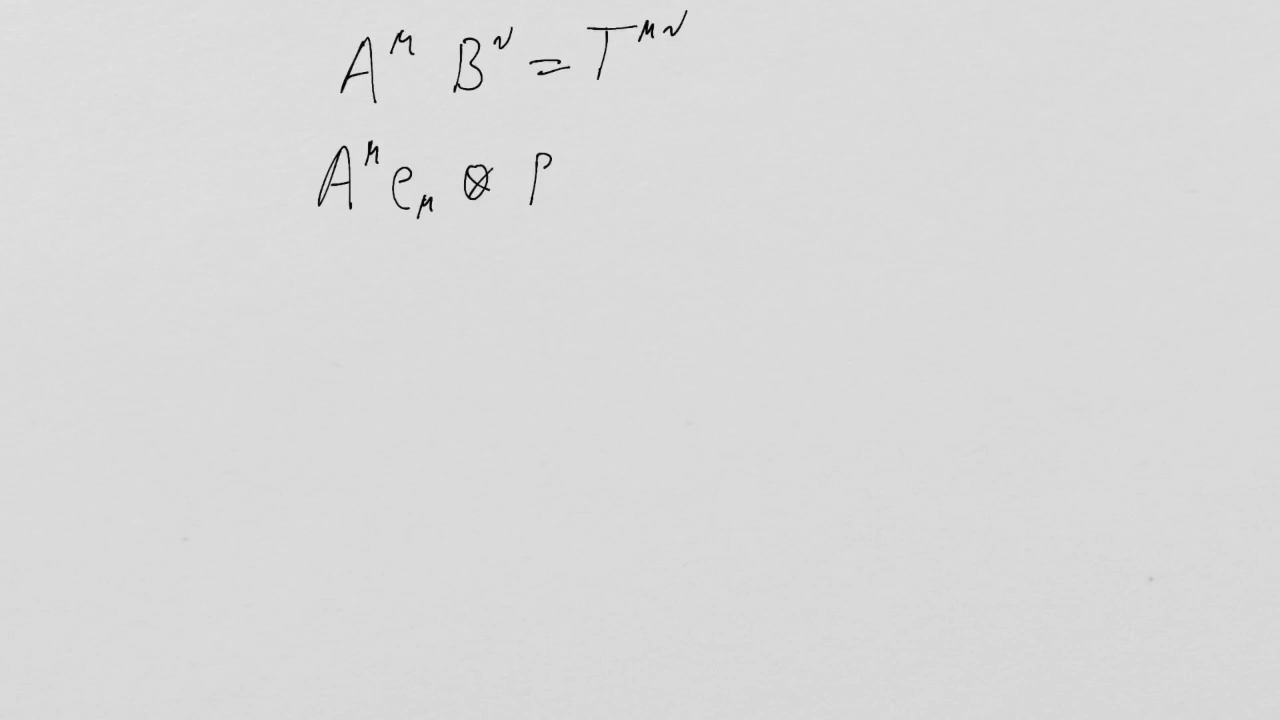 A^μ B^ν = T^μν
A^μ e_μ ⊗ P